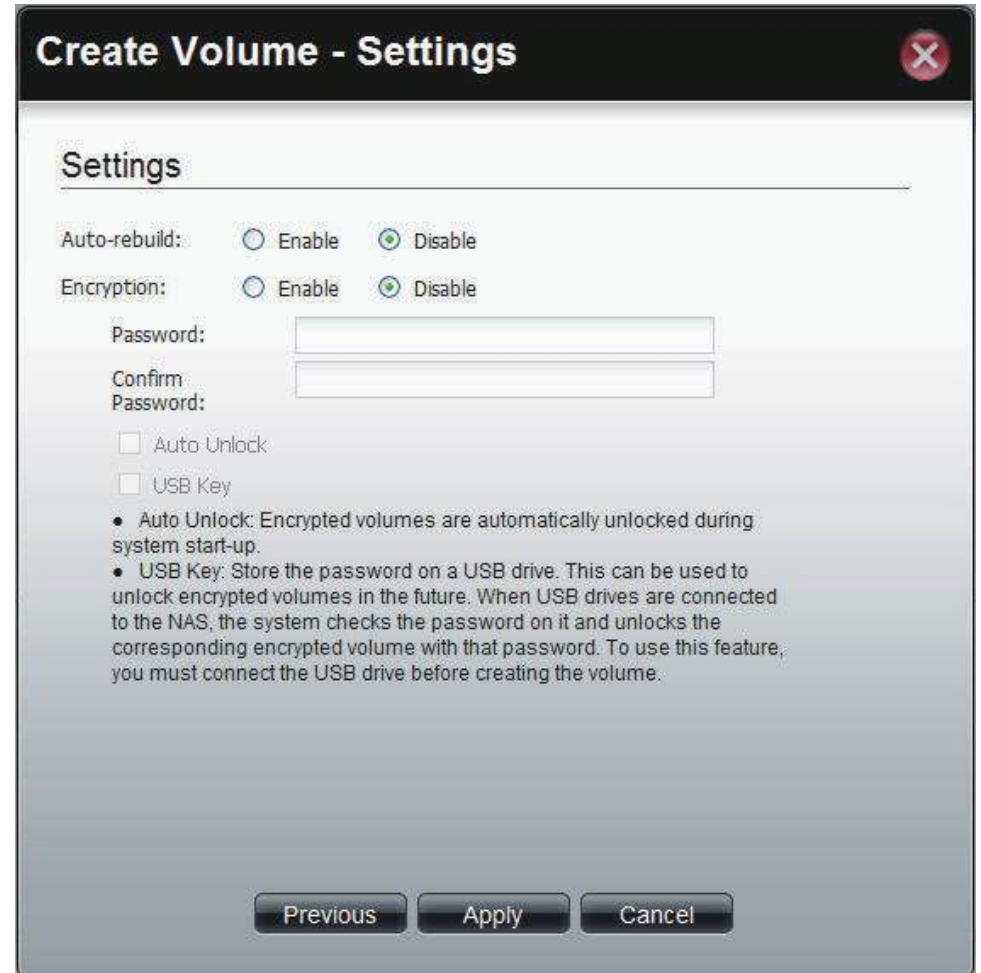 Create Volume - Settings
Settings
Auto-rebuild: Enable Disable
Encryption: Enable Disable
Password:
Confirm
Password:
Auto Unlock
USB Key
• Auto Unlock: Encrypted volumes are automatically unlocked during
system start-up.
• USB Key: Store the password on a USB drive. This can be used to
unlock encrypted volumes in the future. When USB drives are connected
to the NAS, the system checks the password on it and unlocks the
corresponding encrypted volume with that password. To use this feature,
you must connect the USB drive before creating the volume.
Previous Apply Cancel